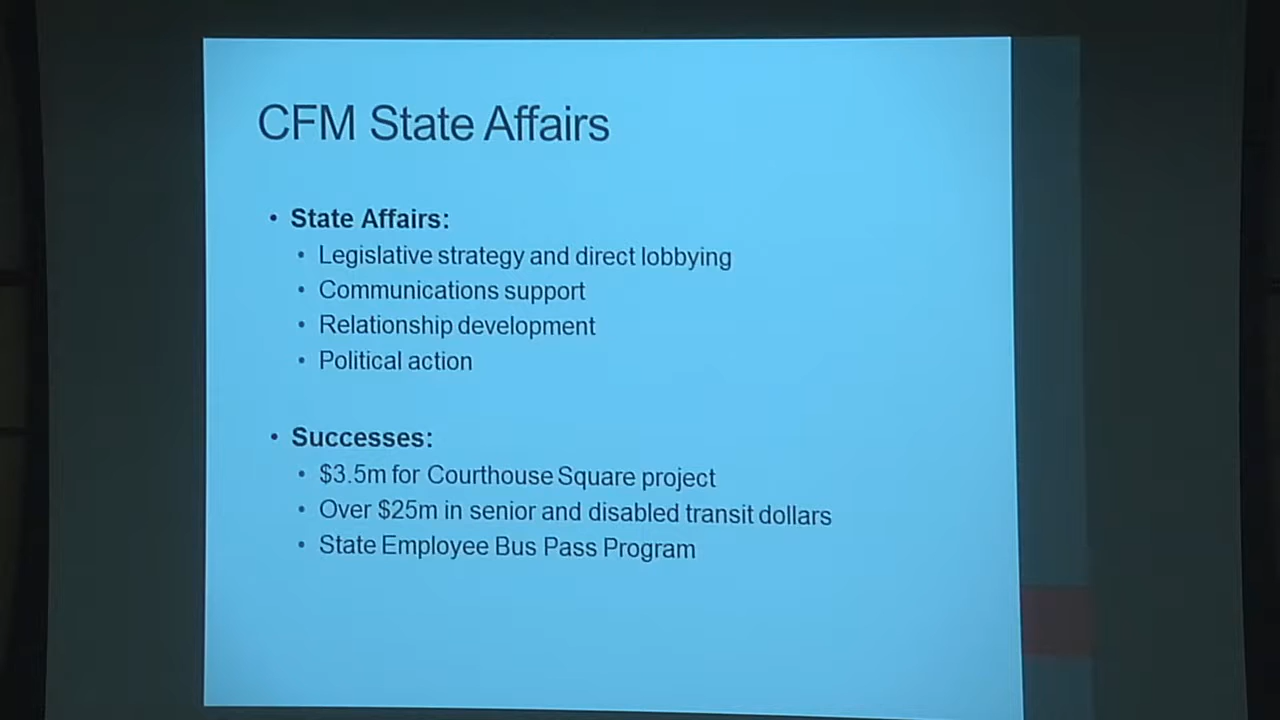 CFM State Affairs
• State Affairs:
• Legislative strategy and direct lobbying
• Communications support
• Relationship development
• Political action
• Successes:
• $3.5m for Courthouse Square project
• Over $25m in senior and disabled transit dollars
• State Employee Bus Pass Program